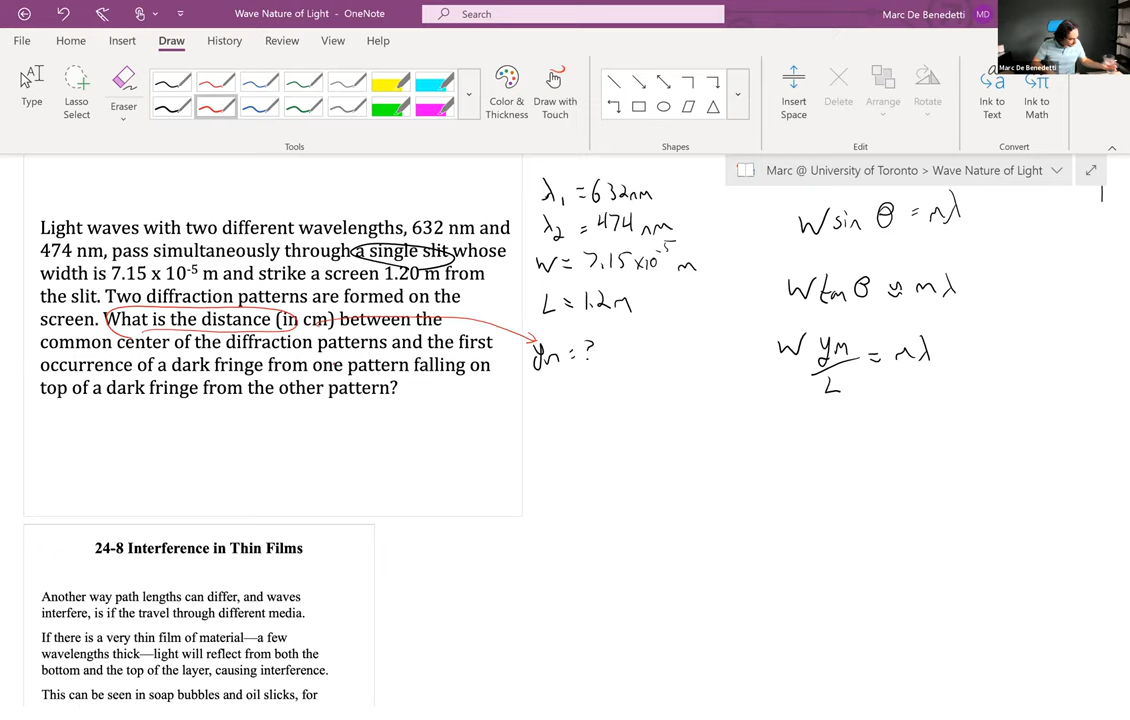 Wave Nature of Light - OneNote
Search
Marc De Benedetti
MD
File Home Insert Draw History Review View Help
Marc De Benedetti
Type
Lasso Select
Eraser
Color & Thickness
Draw with Touch
Insert Space
Delete
Arrange
Rotate
Ink to Text
Ink to Math
Tools
Shapes
Edit
Convert
Marc @ University of Toronto > Wave Nature of Light
Light waves with two different wavelengths, 632 nm and
474 nm, pass simultaneously through a single slit whose
width is 7.15 x 10⁻⁵ m and strike a screen 1.20 m from
the slit. Two diffraction patterns are formed on the
screen. What is the distance (in cm) between the
common center of the diffraction patterns and the first
occurrence of a dark fringe from one pattern falling on
top of a dark fringe from the other pattern?
λ₁ = 632nm
λ₂ = 474 nm
W = 7.15×10⁻⁵ m
L = 1.2m
yₘ = ?
W sin θ = mλ
W tan θ ≈ mλ
W yₘ/L = mλ
24-8 Interference in Thin Films
Another way path lengths can differ, and waves
interfere, is if the travel through different media.
If there is a very thin film of material—a few
wavelengths thick—light will reflect from both the
bottom and the top of the layer, causing interference.
This can be seen in soap bubbles and oil slicks, for